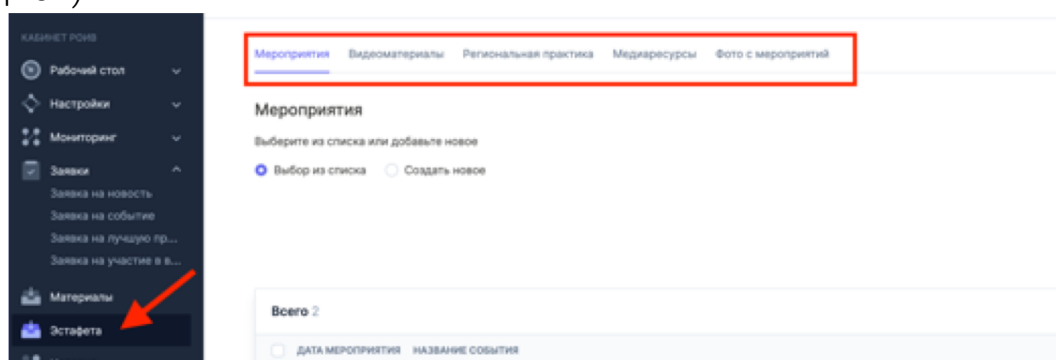 КАБИНЕТ РОИВ
Рабочий стол
Настройки
Мониторинг
Заявки
Заявка на новость
Заявка на событие
Заявка на лучшую пр...
Заявка на участие в в...
Материалы
Эстафета
Мероприятия Видеоматериалы Региональная практика Медиаресурсы Фото с мероприятий
Мероприятия
Выберите из списка или добавьте новое
Выбор из списка Создать новое
Всего 2
ДАТА МЕРОПРИЯТИЯ НАЗВАНИЕ СОБЫТИЯ